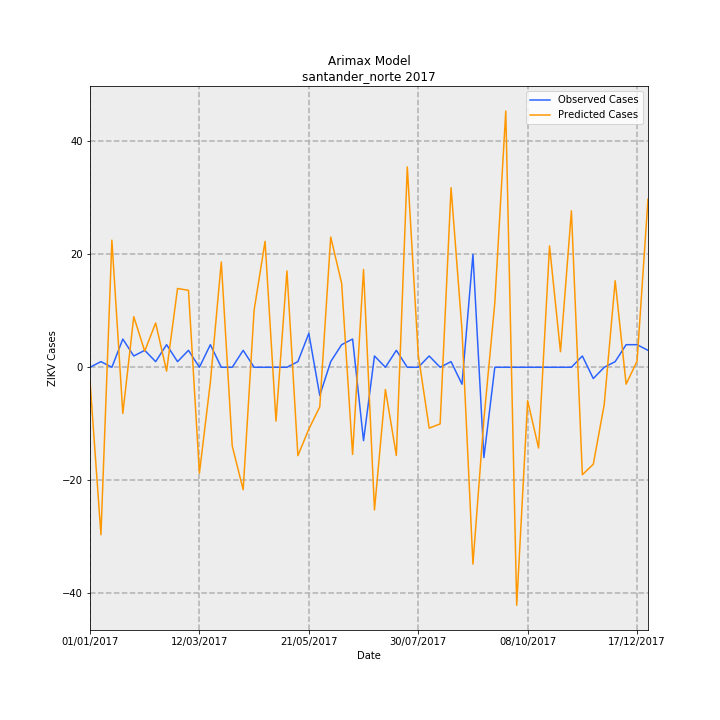 Arimax Model
santander_norte 2017
Observed Cases
Predicted Cases
40
20
0
−20
−40
ZIKV Cases
01/01/2017
12/03/2017
21/05/2017
30/07/2017
08/10/2017
17/12/2017
Date